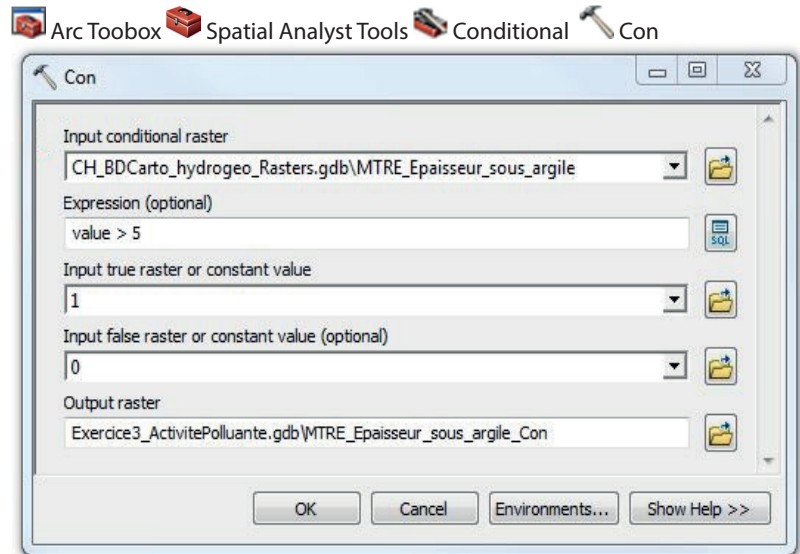 Arc Toobox Spatial Analyst Tools Conditional Con
Con
Input conditional raster
CH_BDCarto_hydrogeo_Rasters.gdb\MTRE_Epaisseur_sous_argile
Expression (optional)
value > 5
SQL
Input true raster or constant value
1
Input false raster or constant value (optional)
0
Output raster
Exercice3_ActivitePolluante.gdb\MTRE_Epaisseur_sous_argile_Con
OK Cancel Environments... Show Help >>